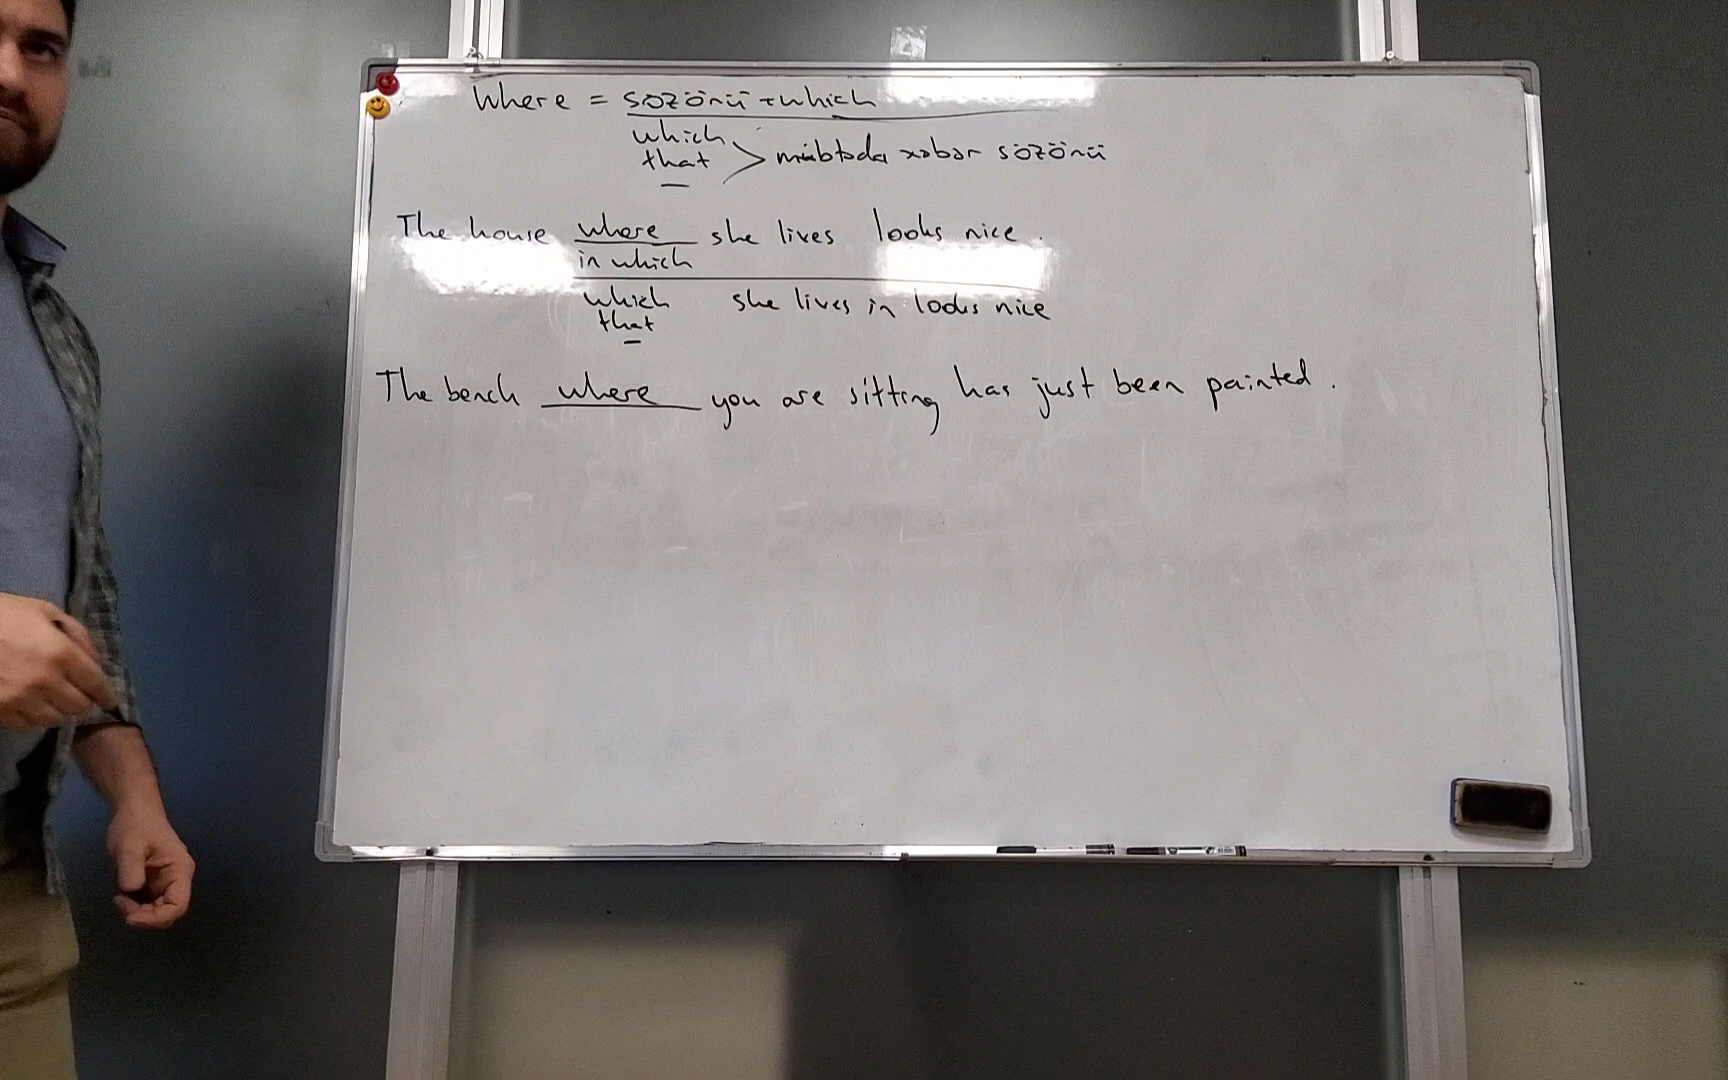 Where = sözönü + which
which
that > mübtəda xəbər sözönü
—
The house where she lives looks nice.
in which
which she lives in looks nice
that
—
The bench where you are sitting has just been painted.